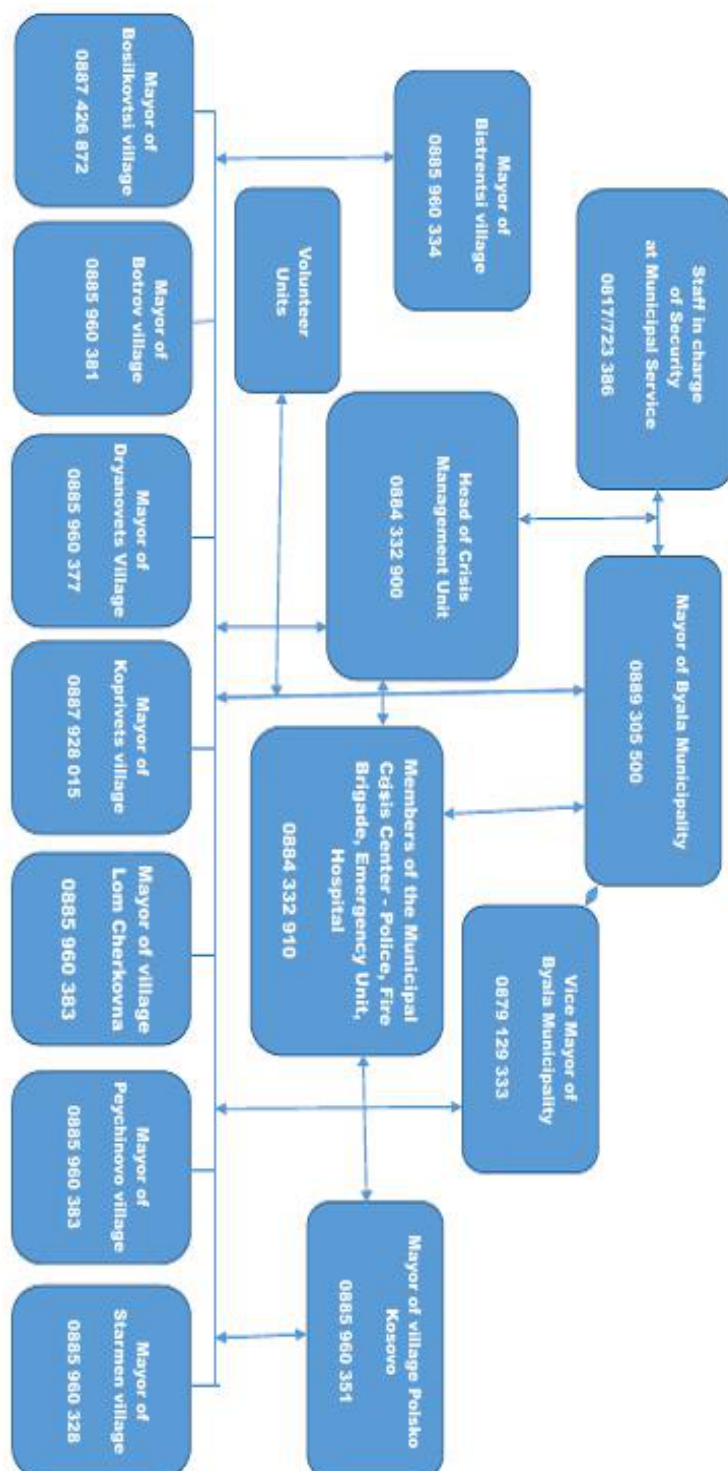 Staff in charge
of Security
at Municipal Service
0817/723 386
Mayor of Byala Municipality
0889 305 500
Vice Mayor of
Byala Municipality
0879 129 333
Mayor of
Bistrentsi village
0885 960 334
Head of Crisis
Management Unit
0884 332 900
Members of the Municipal
Crisis Center - Police, Fire
Brigade, Emergency Unit,
Hospital
0884 332 910
Mayor of village Polsko
Kosovo
0885 960 351
Volunteer
Units
Mayor of
Bosilkovtsi village
0887 426 872
Mayor of
Botrov village
0885 960 381
Mayor of
Dryanovets Village
0885 960 377
Mayor of
Koprivets village
0887 928 015
Mayor of village
Lom Cherkovna
0885 960 383
Mayor of
Peychinovo village
0885 960 383
Mayor of
Starmen village
0885 960 328